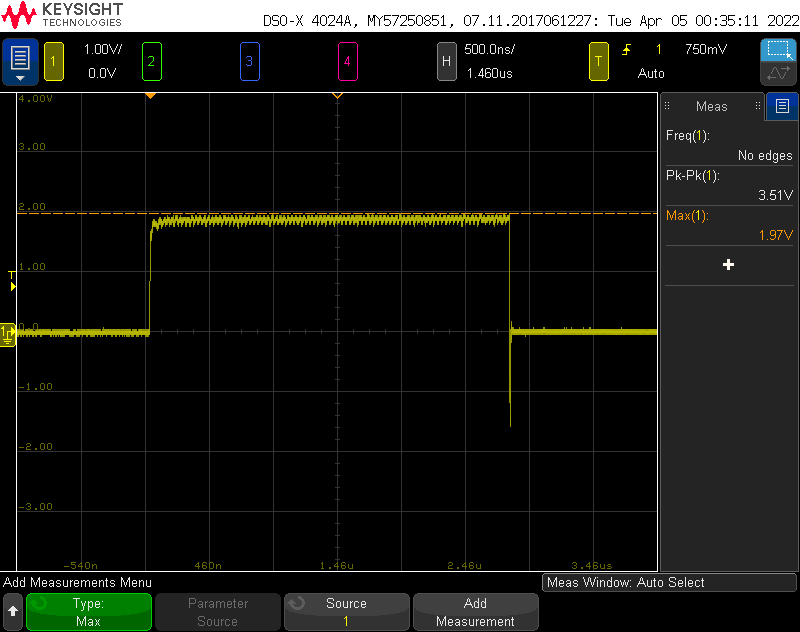 KEYSIGHT
TECHNOLOGIES
DSO-X 4024A, MY57250851, 07.11.2017061227: Tue Apr 05 00:35:11 2022
1 1.00V/ 2 3 4 H 500.0ns/ T 1 750mV
0.0V 1.460us Auto
4.00V
3.00
2.00
1.00
0.0
-1.00
-2.00
-3.00
T
1
-540n 460n 1.46u 2.46u 3.46us
Meas
Freq(1):
No edges
Pk-Pk(1):
3.51V
Max(1):
1.97V
+
Add Measurements Menu
Meas Window: Auto Select
Type:
Max
Parameter
Source
Source
1
Add
Measurement